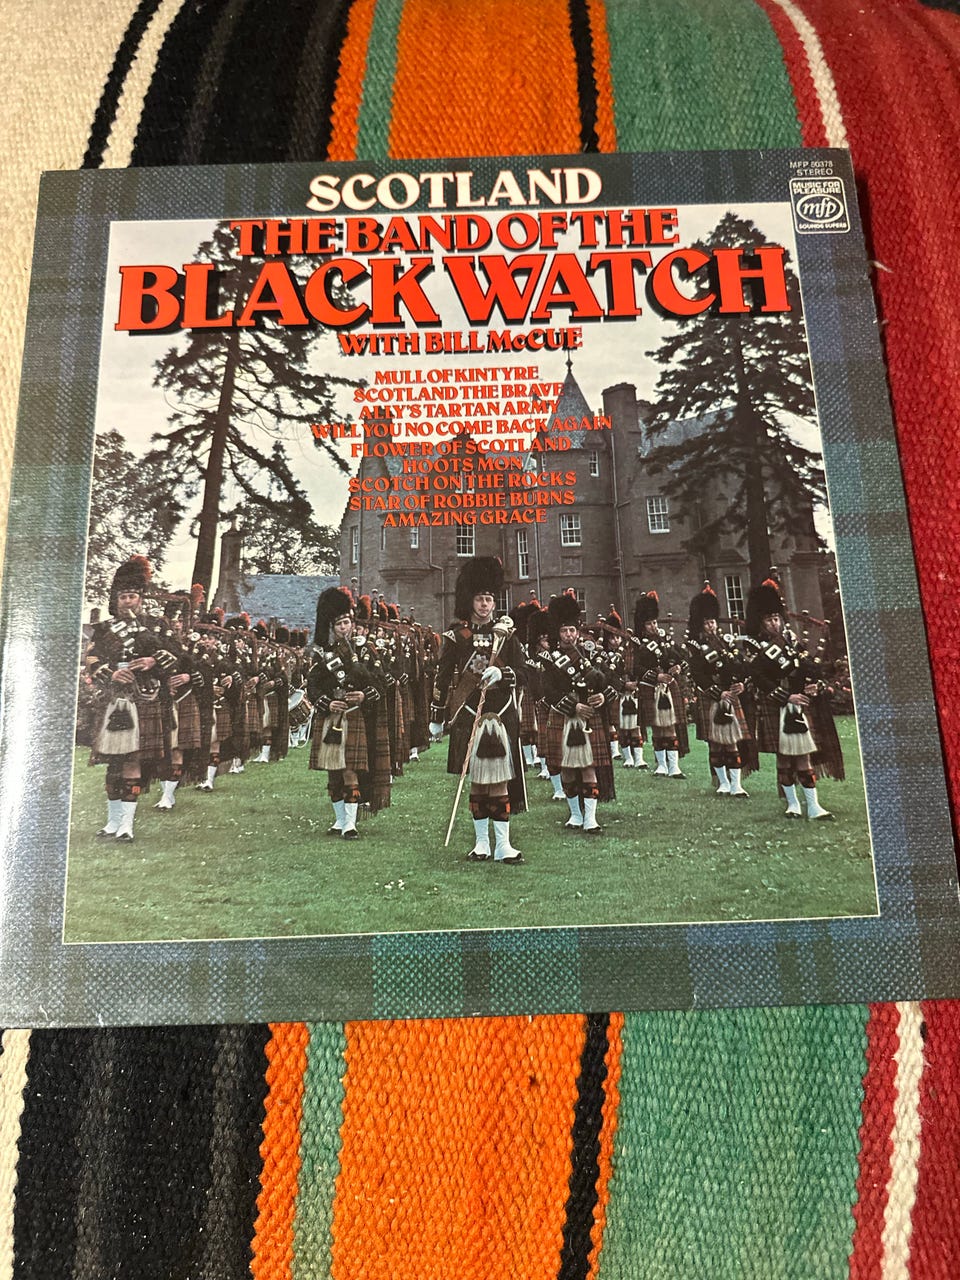 MFP 50378
STEREO
SCOTLAND
MUSIC FOR
PLEASURE
mfp
SOUNDS SUPERB
THE BAND OF THE
BLACK WATCH
WITH BILL McCUE
MULL OF KINTYRE
SCOTLAND THE BRAVE
ALLY'S TARTAN ARMY
WILL YOU NO COME BACK AGAIN
FLOWER OF SCOTLAND
HOOTS MON
SCOTCH ON THE ROCKS
STAR OF ROBBIE BURNS
AMAZING GRACE